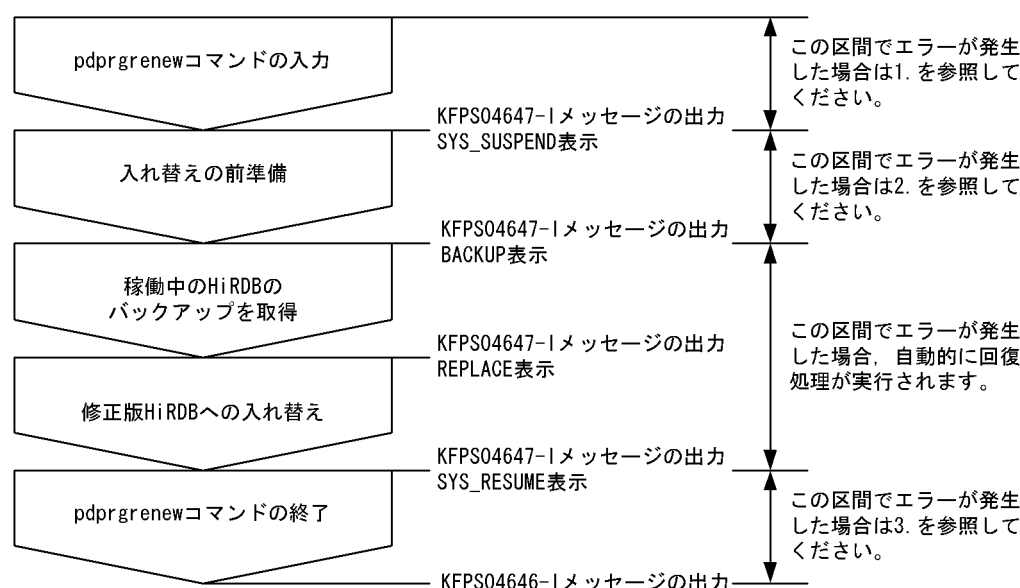 pdprgrenewコマンドの入力
この区間でエラーが発生
した場合は1.を参照して
ください。
KFPS04647-Iメッセージの出力
SYS_SUSPEND表示
入れ替えの前準備
この区間でエラーが発生
した場合は2.を参照して
ください。
KFPS04647-Iメッセージの出力
BACKUP表示
稼働中のHiRDBの
バックアップを取得
KFPS04647-Iメッセージの出力
REPLACE表示
この区間でエラーが発生
した場合，自動的に回復
処理が実行されます。
修正版HiRDBへの入れ替え
KFPS04647-Iメッセージの出力
SYS_RESUME表示
pdprgrenewコマンドの終了
この区間でエラーが発生
した場合は3.を参照して
ください。
KFPS04646-Iメッセージの出力